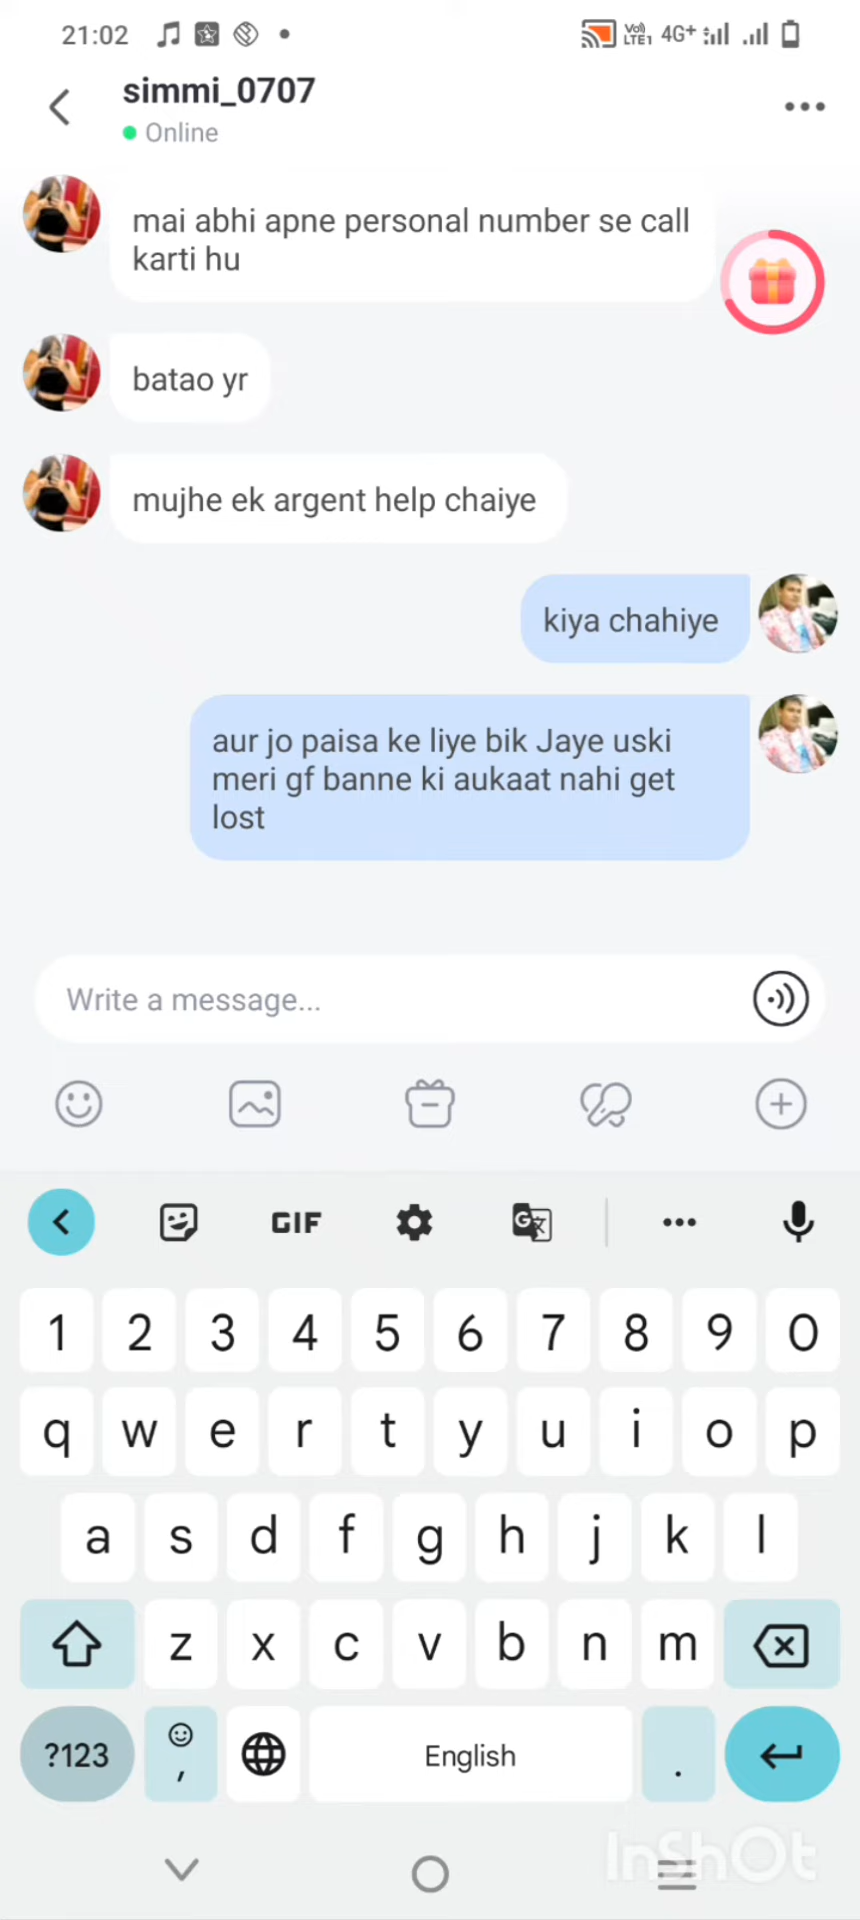 21:02
Vo) LTE1 4G+
simmi_0707
Online
mai abhi apne personal number se call
karti hu
batao yr
mujhe ek argent help chaiye
kiya chahiye
aur jo paisa ke liye bik Jaye uski
meri gf banne ki aukaat nahi get
lost
Write a message...
GIF
G
1 2 3 4 5 6 7 8 9 0
q w e r t y u i o p
a s d f g h j k l
z x c v b n m
?123 , English .
InShOt